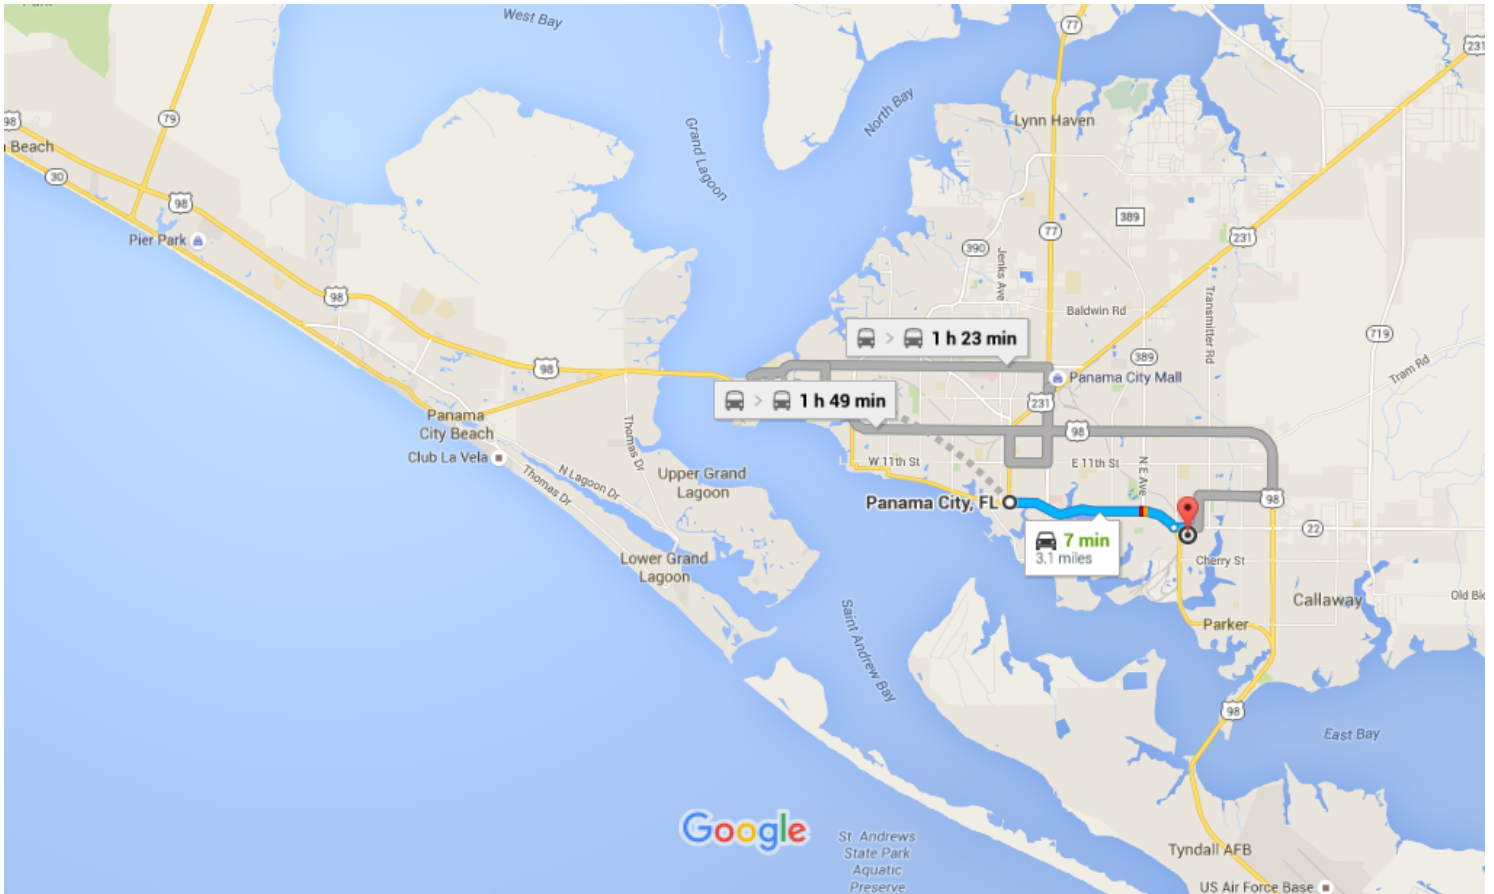 West Bay
77
231
98
79
North Bay
Lynn Haven
Grand Lagoon
Beach
30
98
389
Pier Park
77
231
390
Jenks Ave
98
Transmitter Rd
Baldwin Rd
1 h 23 min
719
389
98
Tram Rd
Panama City Mall
1 h 49 min
231
Panama
City Beach
98
Thomas Dr
Club La Vela
W 11th St
E 11th St
N E Ave
N Lagoon Dr
Thomas Dr
Upper Grand
Lagoon
Panama City, FL
98
22
7 min
3.1 miles
Cherry St
Lower Grand
Lagoon
Callaway
Old Bic
Parker
Saint Andrew Bay
98
East Bay
Google
St. Andrews
State Park
Aquatic
Preserve
Tyndall AFB
US Air Force Base